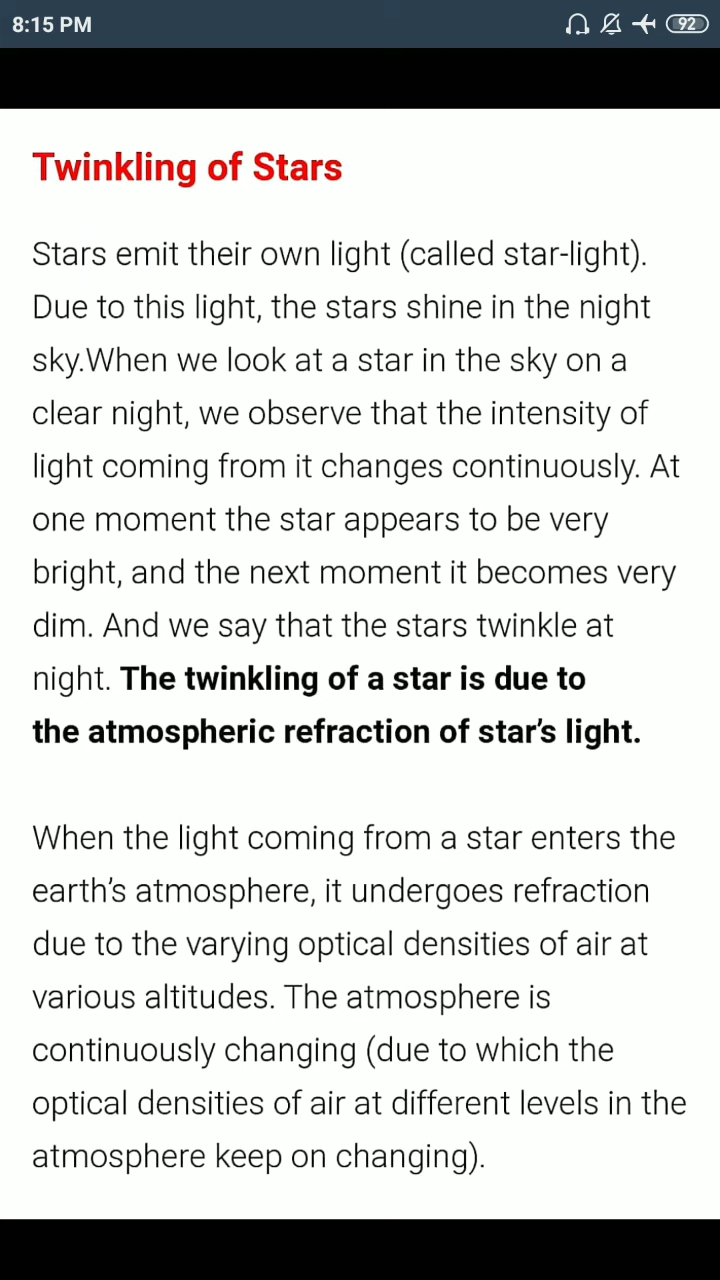 8:15 PM
92
Twinkling of Stars
Stars emit their own light (called star-light).
Due to this light, the stars shine in the night
sky.When we look at a star in the sky on a
clear night, we observe that the intensity of
light coming from it changes continuously. At
one moment the star appears to be very
bright, and the next moment it becomes very
dim. And we say that the stars twinkle at
night. The twinkling of a star is due to
the atmospheric refraction of star’s light.
When the light coming from a star enters the
earth’s atmosphere, it undergoes refraction
due to the varying optical densities of air at
various altitudes. The atmosphere is
continuously changing (due to which the
optical densities of air at different levels in the
atmosphere keep on changing).